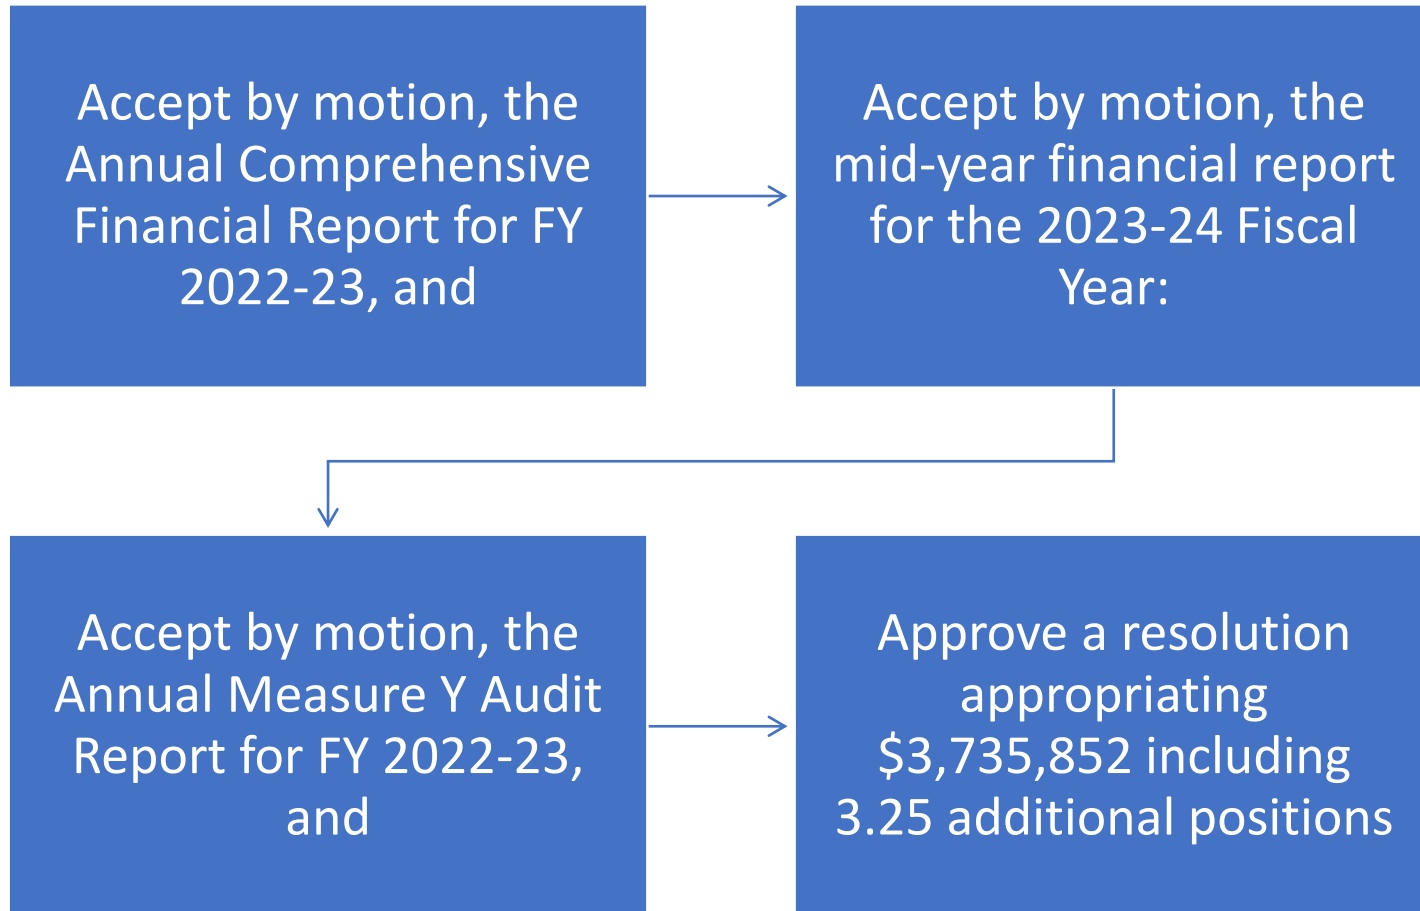 Accept by motion, the
Annual Comprehensive
Financial Report for FY
2022-23, and
Accept by motion, the
mid-year financial report
for the 2023-24 Fiscal
Year:
Accept by motion, the
Annual Measure Y Audit
Report for FY 2022-23,
and
Approve a resolution
appropriating
$3,735,852 including
3.25 additional positions